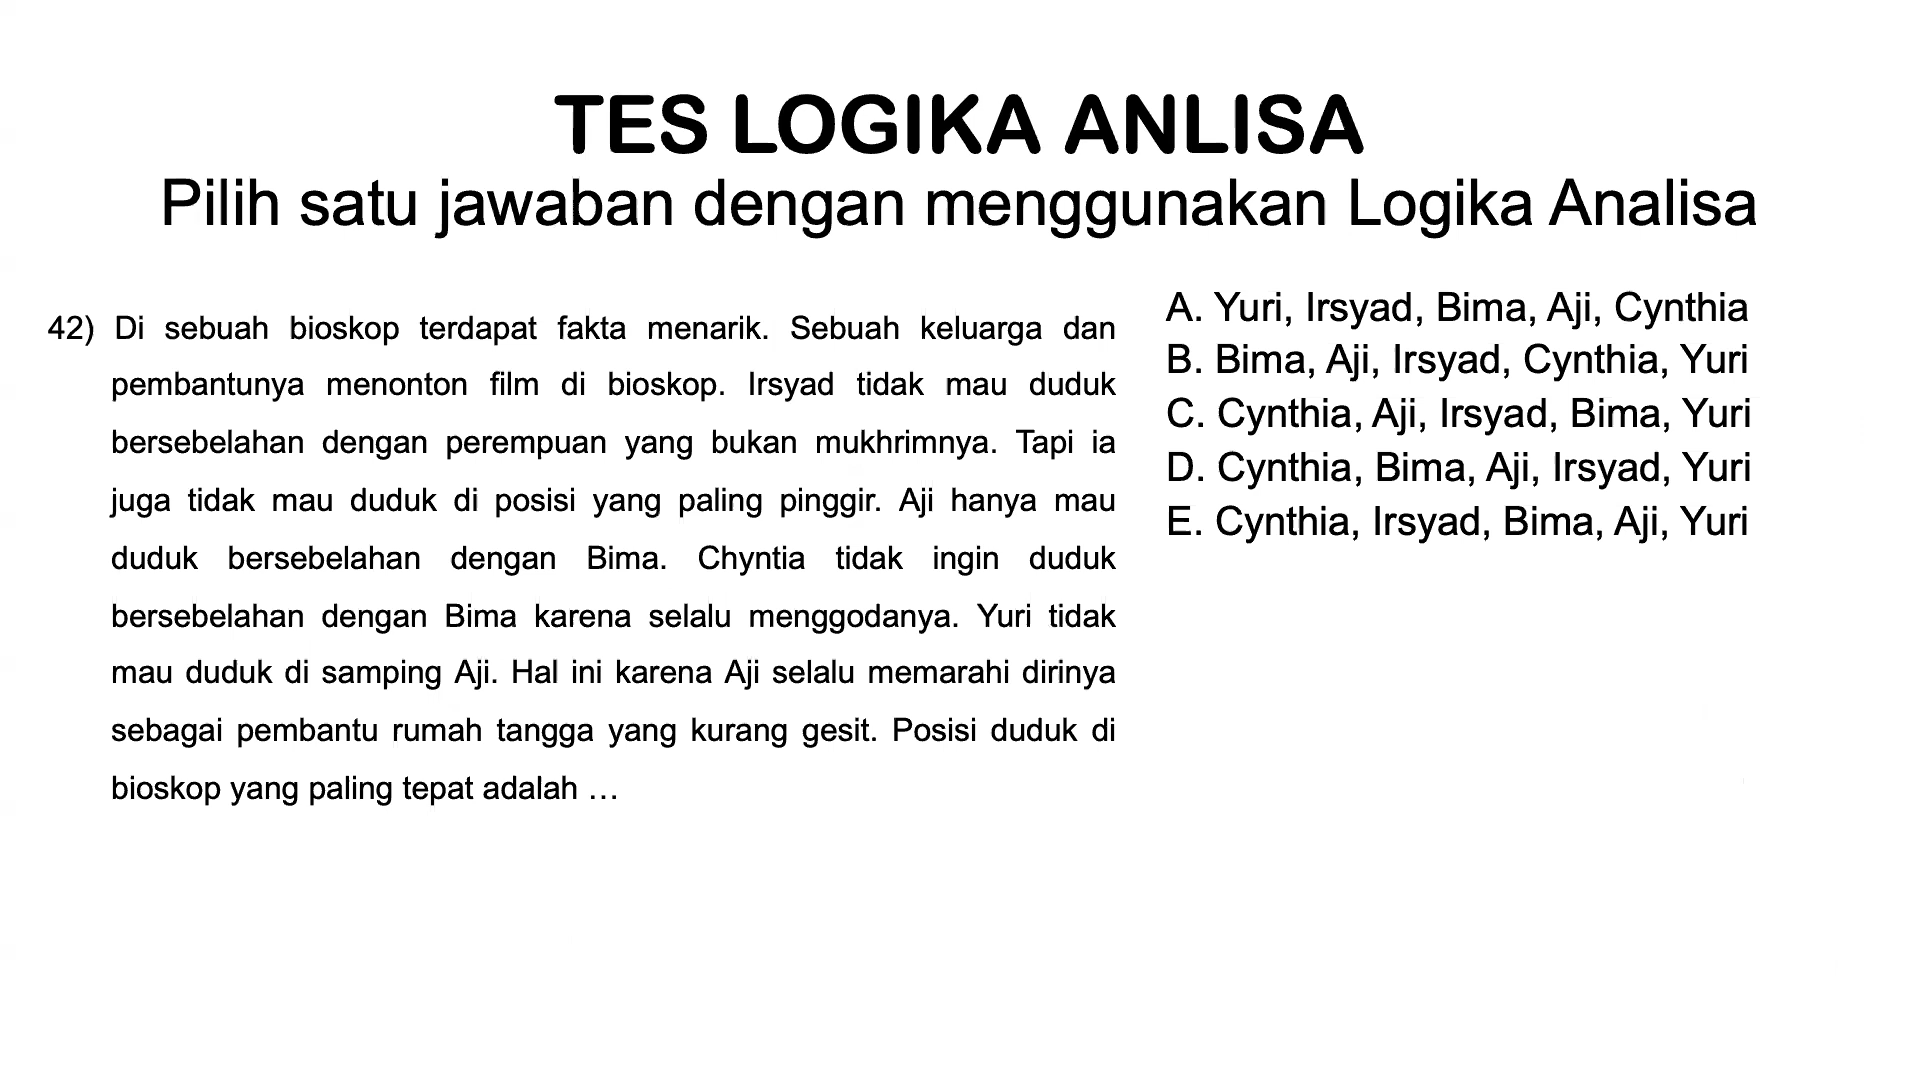 TES LOGIKA ANLISA
Pilih satu jawaban dengan menggunakan Logika Analisa
42) Di sebuah bioskop terdapat fakta menarik. Sebuah keluarga dan
pembantunya menonton film di bioskop. Irsyad tidak mau duduk
bersebelahan dengan perempuan yang bukan mukhrimnya. Tapi ia
juga tidak mau duduk di posisi yang paling pinggir. Aji hanya mau
duduk bersebelahan dengan Bima. Chyntia tidak ingin duduk
bersebelahan dengan Bima karena selalu menggodanya. Yuri tidak
mau duduk di samping Aji. Hal ini karena Aji selalu memarahi dirinya
sebagai pembantu rumah tangga yang kurang gesit. Posisi duduk di
bioskop yang paling tepat adalah …
A. Yuri, Irsyad, Bima, Aji, Cynthia
B. Bima, Aji, Irsyad, Cynthia, Yuri
C. Cynthia, Aji, Irsyad, Bima, Yuri
D. Cynthia, Bima, Aji, Irsyad, Yuri
E. Cynthia, Irsyad, Bima, Aji, Yuri